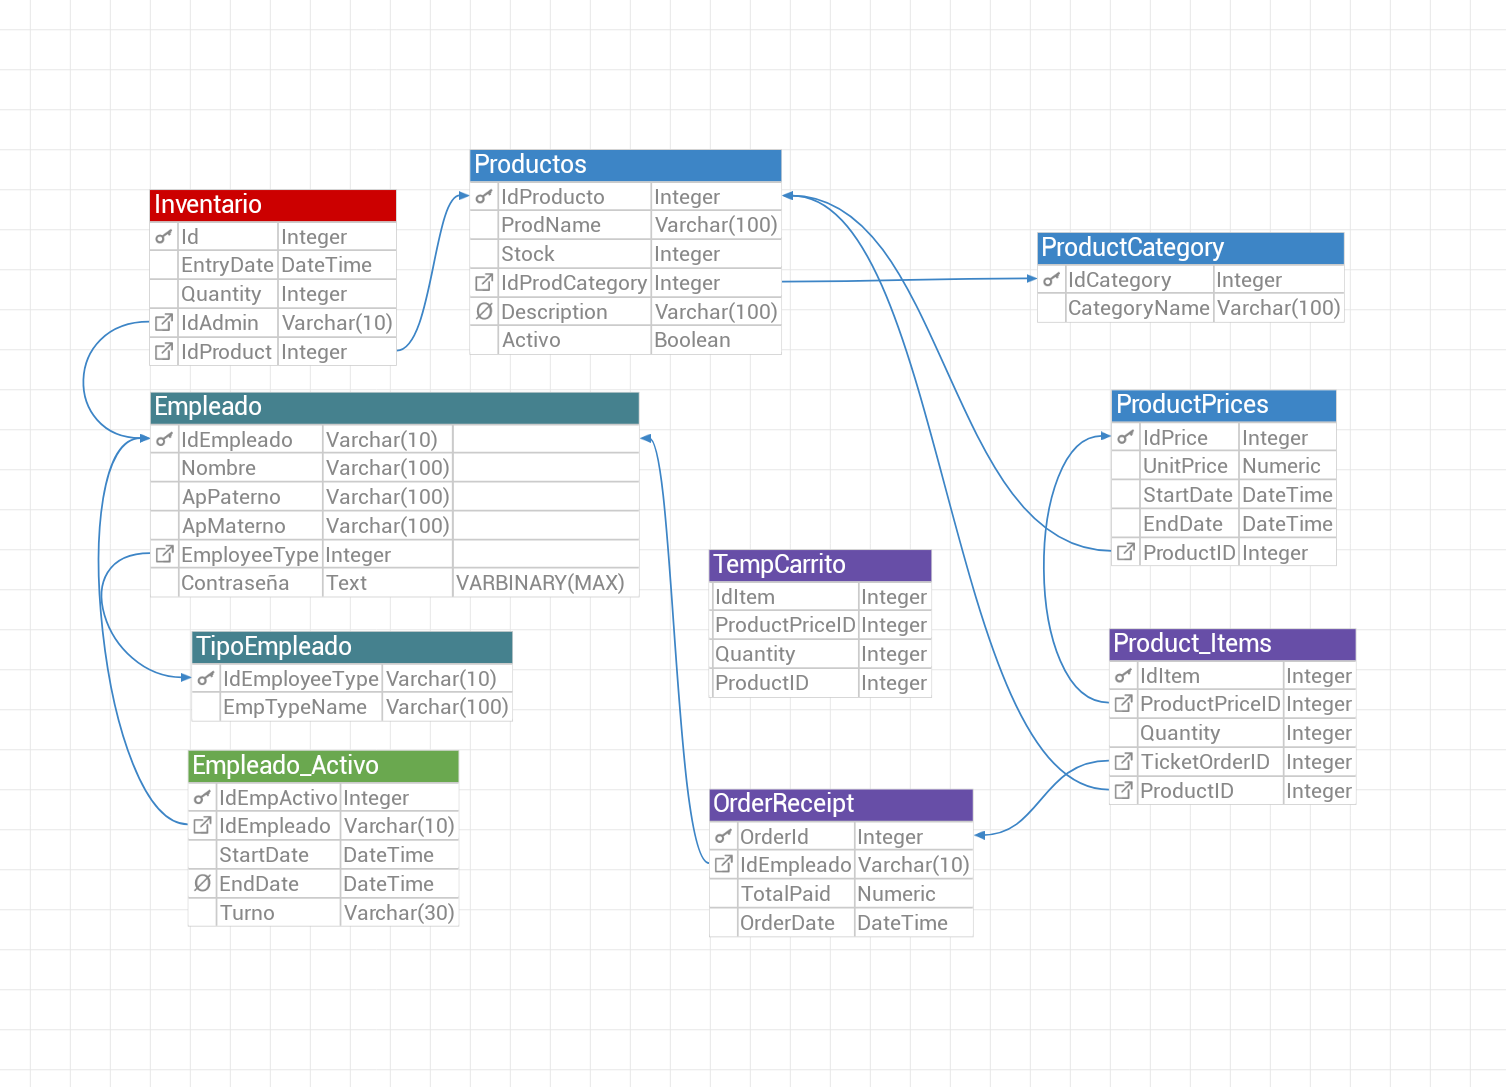 Inventario
Id Integer
EntryDate DateTime
Quantity Integer
IdAdmin Varchar(10)
IdProduct Integer
Productos
IdProducto Integer
ProdName Varchar(100)
Stock Integer
IdProdCategory Integer
Description Varchar(100)
Activo Boolean
ProductCategory
IdCategory Integer
CategoryName Varchar(100)
Empleado
IdEmpleado Varchar(10)
Nombre Varchar(100)
ApPaterno Varchar(100)
ApMaterno Varchar(100)
EmployeeType Integer
Contraseña Text VARBINARY(MAX)
ProductPrices
IdPrice Integer
UnitPrice Numeric
StartDate DateTime
EndDate DateTime
ProductID Integer
TempCarrito
IdItem Integer
ProductPriceID Integer
Quantity Integer
ProductID Integer
TipoEmpleado
IdEmployeeType Varchar(10)
EmpTypeName Varchar(100)
Product_Items
IdItem Integer
ProductPriceID Integer
Quantity Integer
TicketOrderID Integer
ProductID Integer
Empleado_Activo
IdEmpActivo Integer
IdEmpleado Varchar(10)
StartDate DateTime
EndDate DateTime
Turno Varchar(30)
OrderReceipt
OrderId Integer
IdEmpleado Varchar(10)
TotalPaid Numeric
OrderDate DateTime